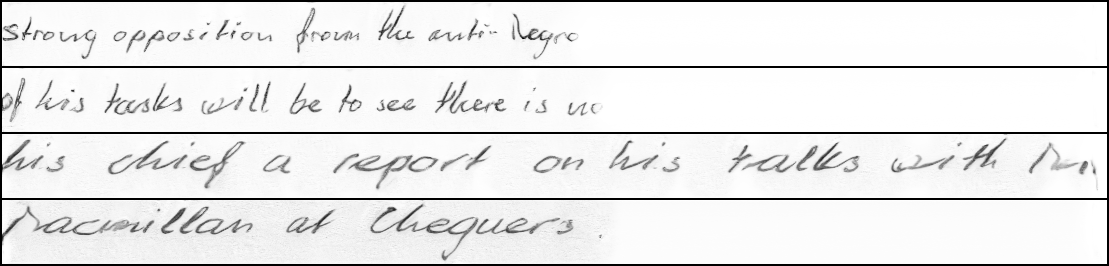 strong opposition from the anti-Negro
of his tasks will be to see there is no
his chief a report on his talks with Mr
Macmillan at Chequers.